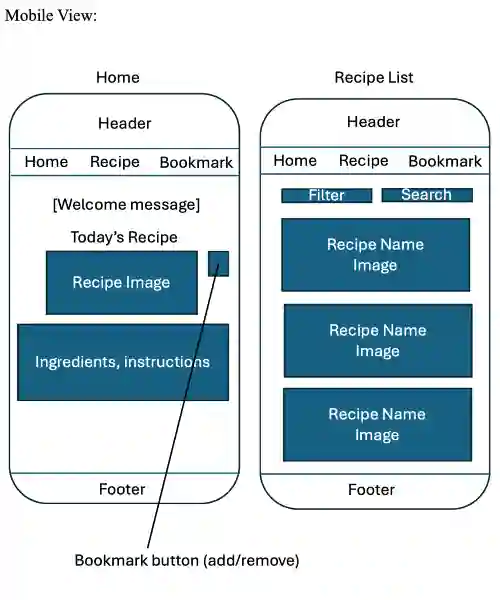 Mobile View:
Home
Header
Home Recipe Bookmark
[Welcome message]
Today's Recipe
Recipe Image
Ingredients, instructions
Footer
Bookmark button (add/remove)
Recipe List
Header
Home Recipe Bookmark
Filter Search
Recipe Name
Image
Recipe Name
Image
Recipe Name
Image
Footer